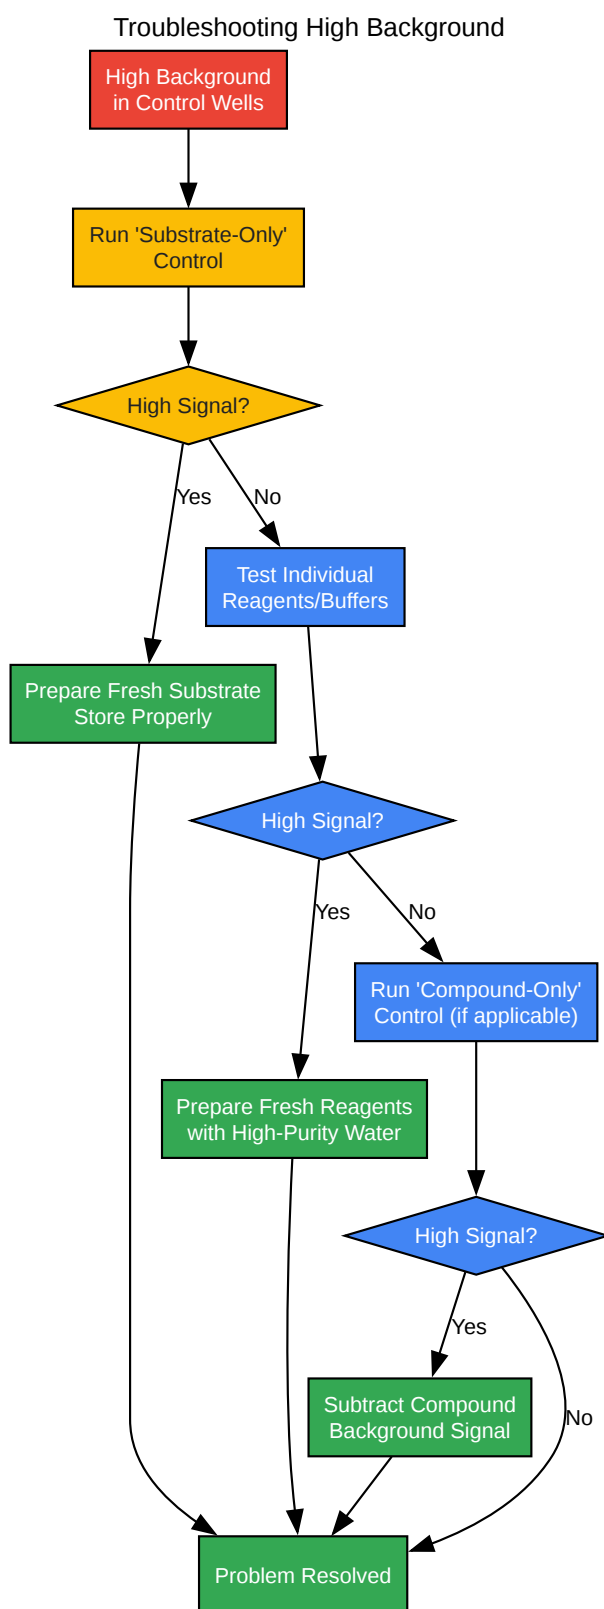 Troubleshooting High Background
High Background
in Control Wells
Run 'Substrate-Only'
Control
High Signal?
Yes
No
Test Individual
Reagents/Buffers
Prepare Fresh Substrate
Store Properly
High Signal?
Yes
No
Run 'Compound-Only'
Control (if applicable)
Prepare Fresh Reagents
with High-Purity Water
High Signal?
Yes
Subtract Compound
Background Signal
No
Problem Resolved